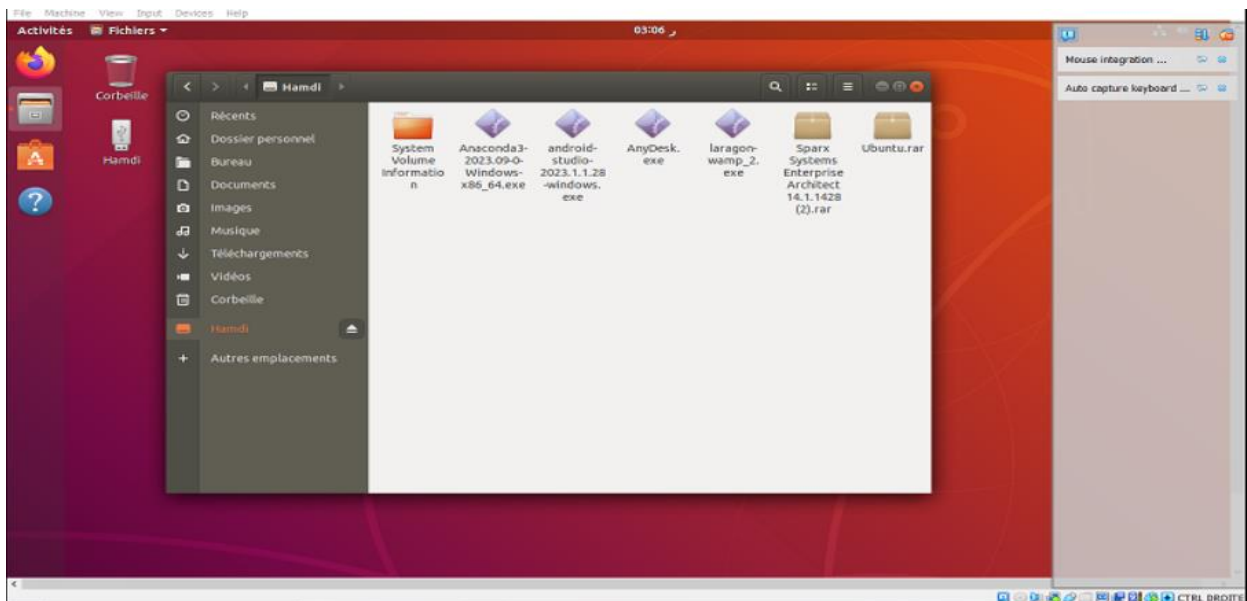 File Machine View Input Devices Help
Activités Fichiers 03:06 ر
Corbeille
Hamdi
Hamdi
Récents
Dossier personnel
Bureau
Documents
Images
Musique
Téléchargements
Vidéos
Corbeille
Hamdi
Autres emplacements
System
Volume
Informatio
n
Anaconda3-
2023.09-0-
Windows-
x86_64.exe
android-
studio-
2023.1.1.28
-windows.
exe
AnyDesk.
exe
laragon-
wamp_2.
exe
Sparx
Systems
Enterprise
Architect
14.1.1428
(2).rar
Ubuntu.rar
Mouse integration ...
Auto capture keyboard ...
CTRL DROITE